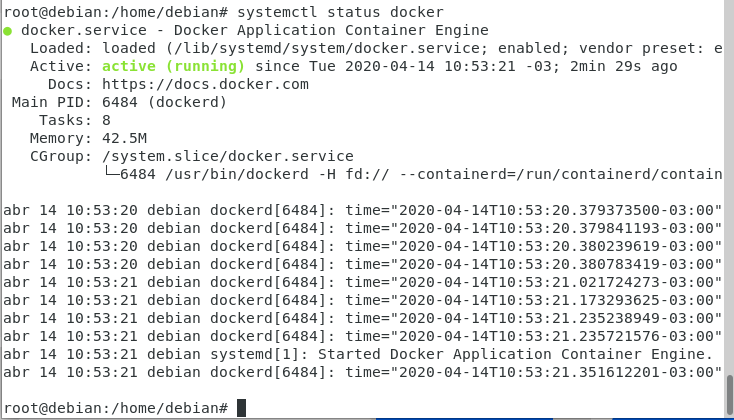 root@debian:/home/debian# systemctl status docker
● docker.service - Docker Application Container Engine
   Loaded: loaded (/lib/systemd/system/docker.service; enabled; vendor preset: e
   Active: active (running) since Tue 2020-04-14 10:53:21 -03; 2min 29s ago
     Docs: https://docs.docker.com
 Main PID: 6484 (dockerd)
    Tasks: 8
   Memory: 42.5M
   CGroup: /system.slice/docker.service
           └─6484 /usr/bin/dockerd -H fd:// --containerd=/run/containerd/contain
abr 14 10:53:20 debian dockerd[6484]: time="2020-04-14T10:53:20.379373500-03:00"
abr 14 10:53:20 debian dockerd[6484]: time="2020-04-14T10:53:20.379841193-03:00"
abr 14 10:53:20 debian dockerd[6484]: time="2020-04-14T10:53:20.380239619-03:00"
abr 14 10:53:20 debian dockerd[6484]: time="2020-04-14T10:53:20.380783419-03:00"
abr 14 10:53:21 debian dockerd[6484]: time="2020-04-14T10:53:21.021724273-03:00"
abr 14 10:53:21 debian dockerd[6484]: time="2020-04-14T10:53:21.173293625-03:00"
abr 14 10:53:21 debian dockerd[6484]: time="2020-04-14T10:53:21.235238949-03:00"
abr 14 10:53:21 debian dockerd[6484]: time="2020-04-14T10:53:21.235721576-03:00"
abr 14 10:53:21 debian systemd[1]: Started Docker Application Container Engine.
abr 14 10:53:21 debian dockerd[6484]: time="2020-04-14T10:53:21.351612201-03:00"
root@debian:/home/debian#